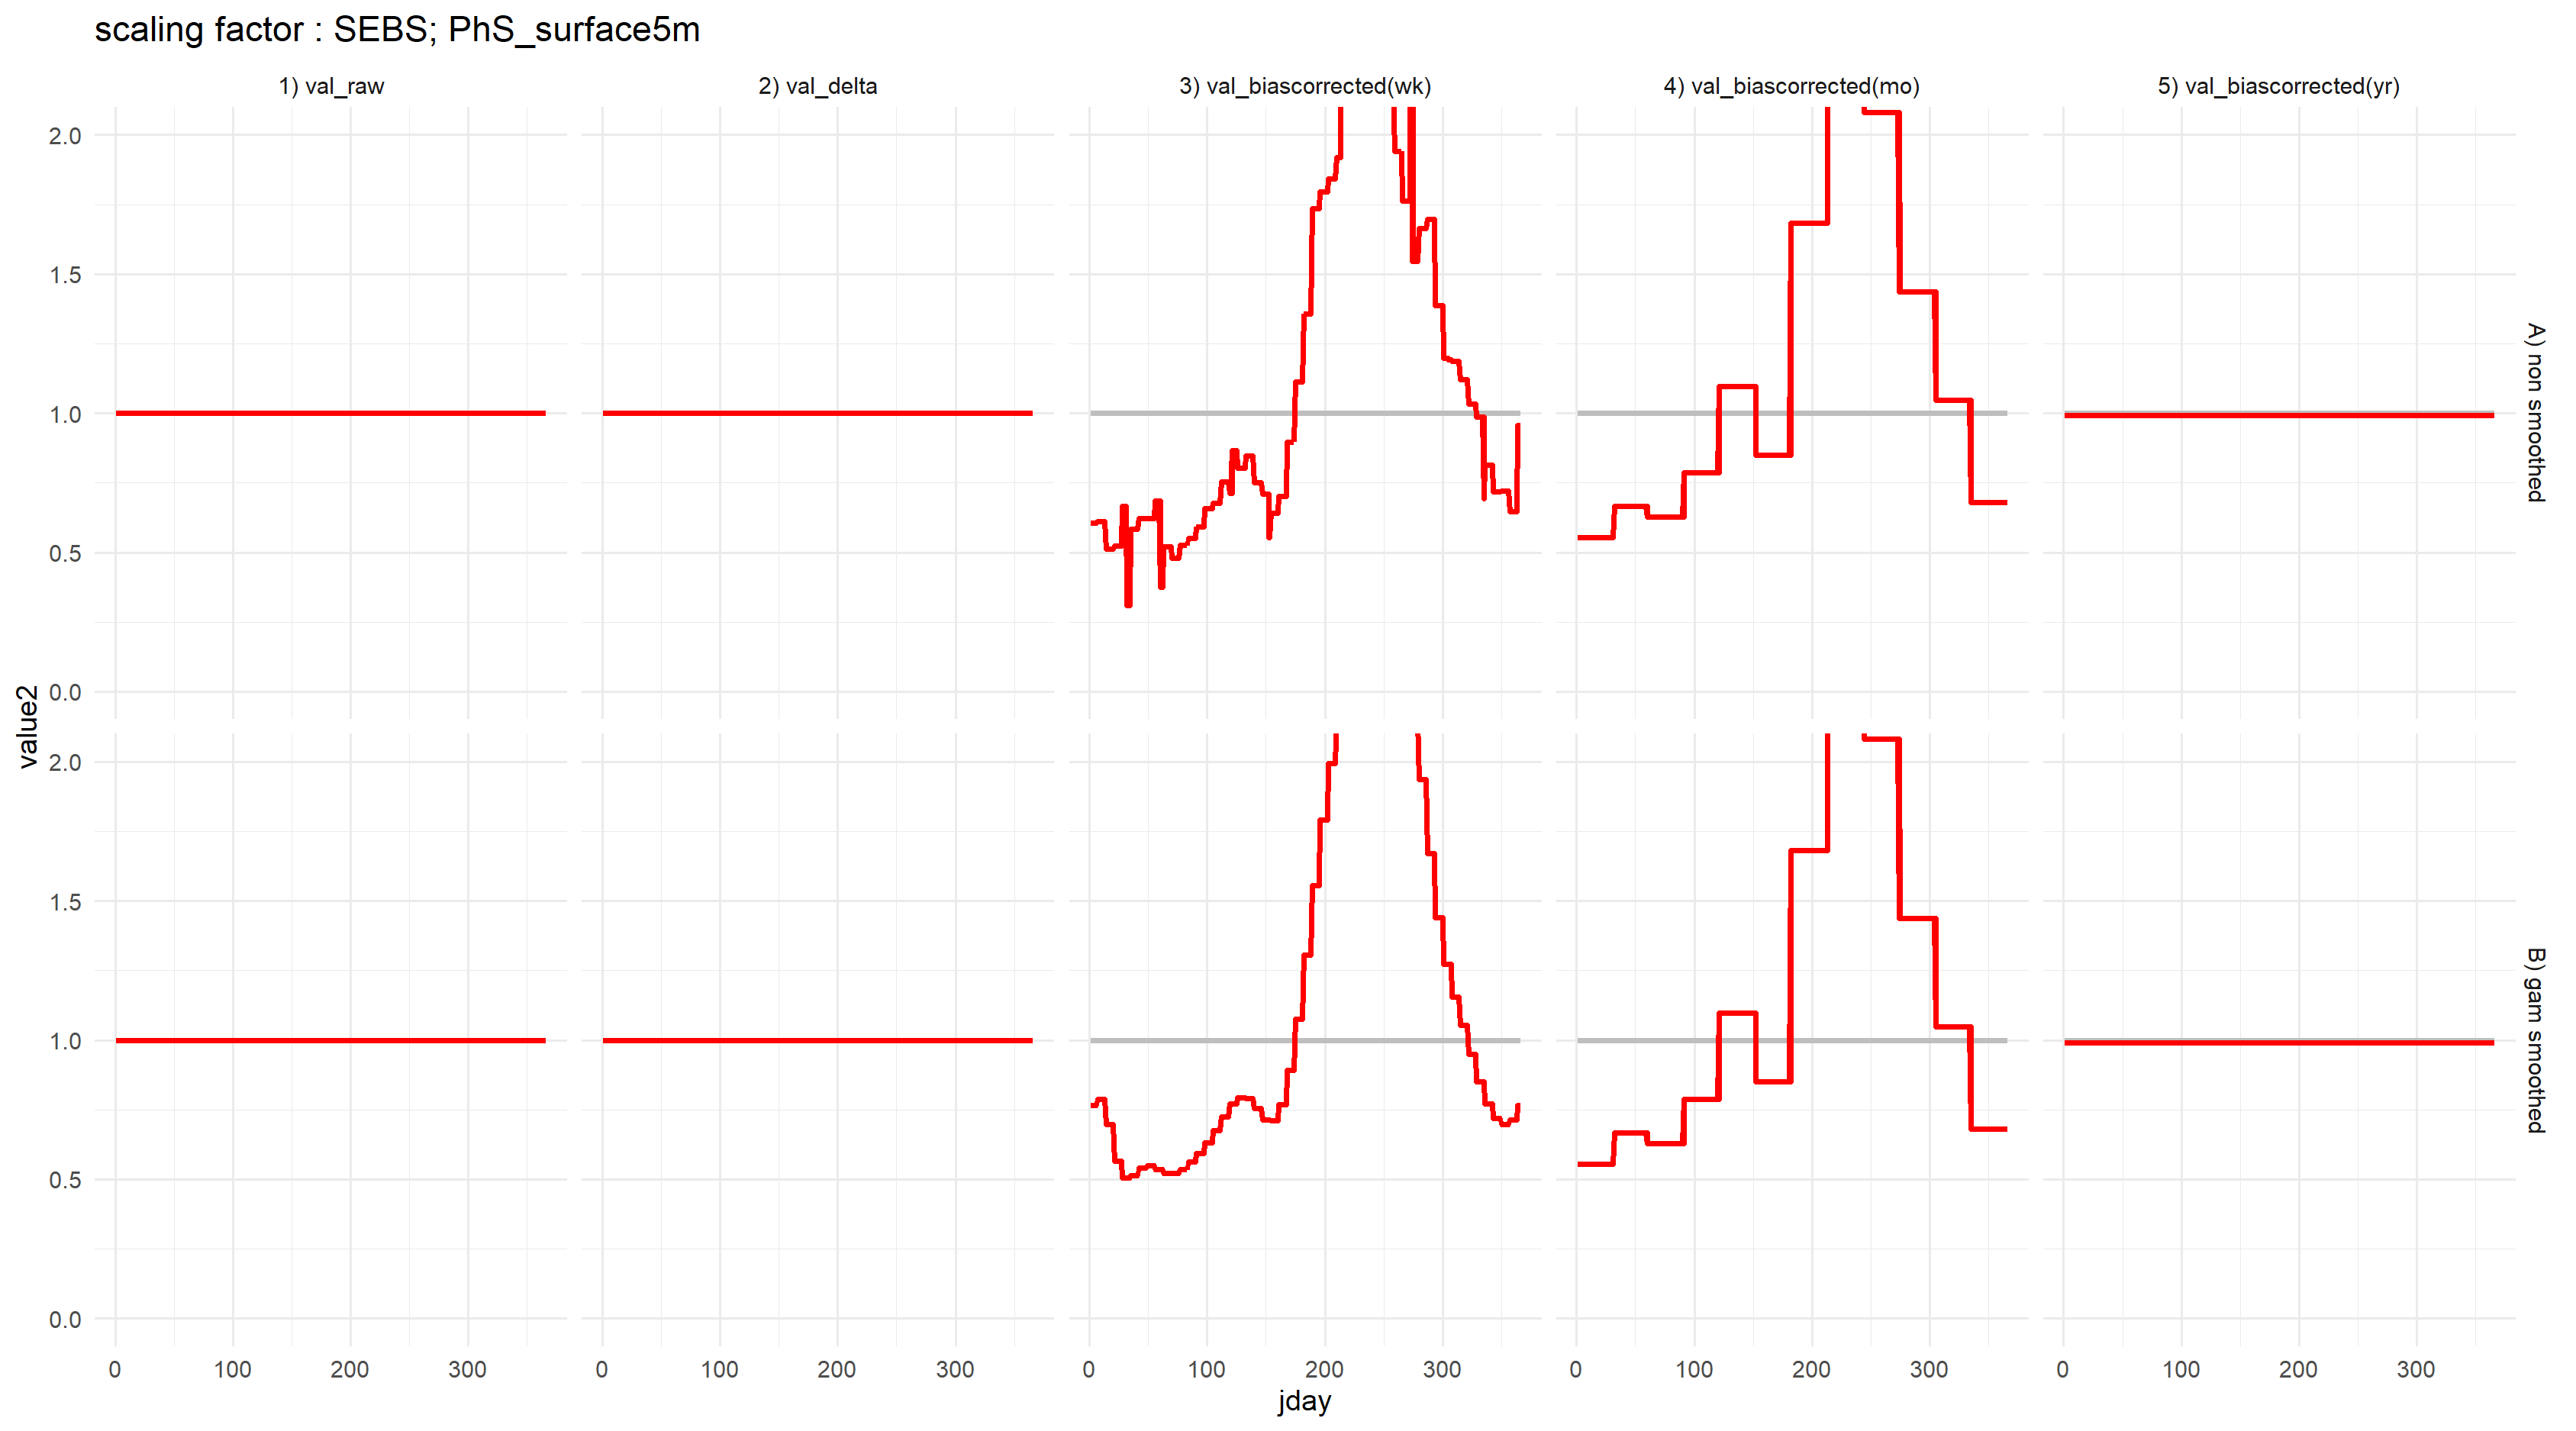 scaling factor : SEBS; PhS_surface5m
1) val_raw
2) val_delta
3) val_biascorrected(wk)
4) val_biascorrected(mo)
5) val_biascorrected(yr)
2.0
1.5
1.0
0.5
0.0
A) non smoothed
value2
2.0
1.5
1.0
0.5
0.0
B) gam smoothed
0 100 200 300
0 100 200 300
0 100 200 300
0 100 200 300
0 100 200 300
jday